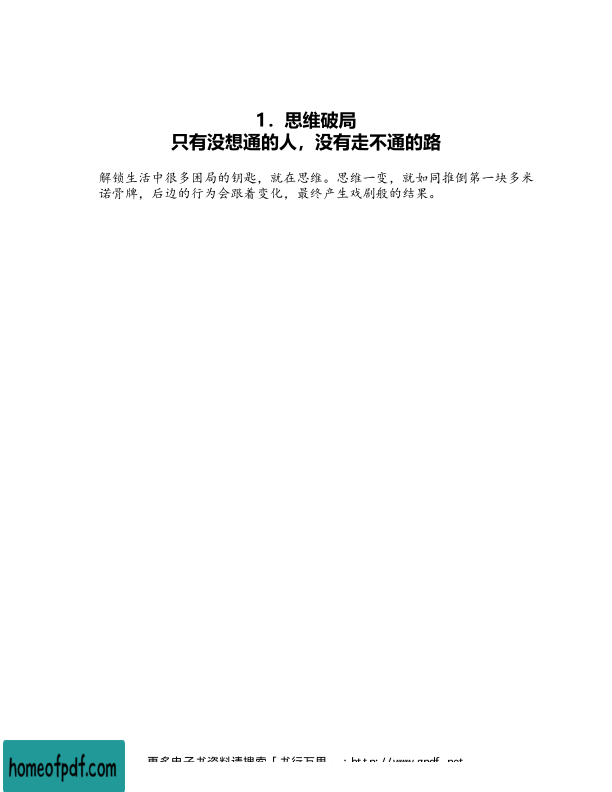 1．思维破局
只有没想通的人，没有走不通的路
解锁生活中很多困局的钥匙，就在思维。思维一变，就如同推倒第一块多米
诺骨牌，后边的行为会跟着变化，最终产生戏剧般的结果。
更多电子书资料请搜索「书行万里
homeofpdf.com